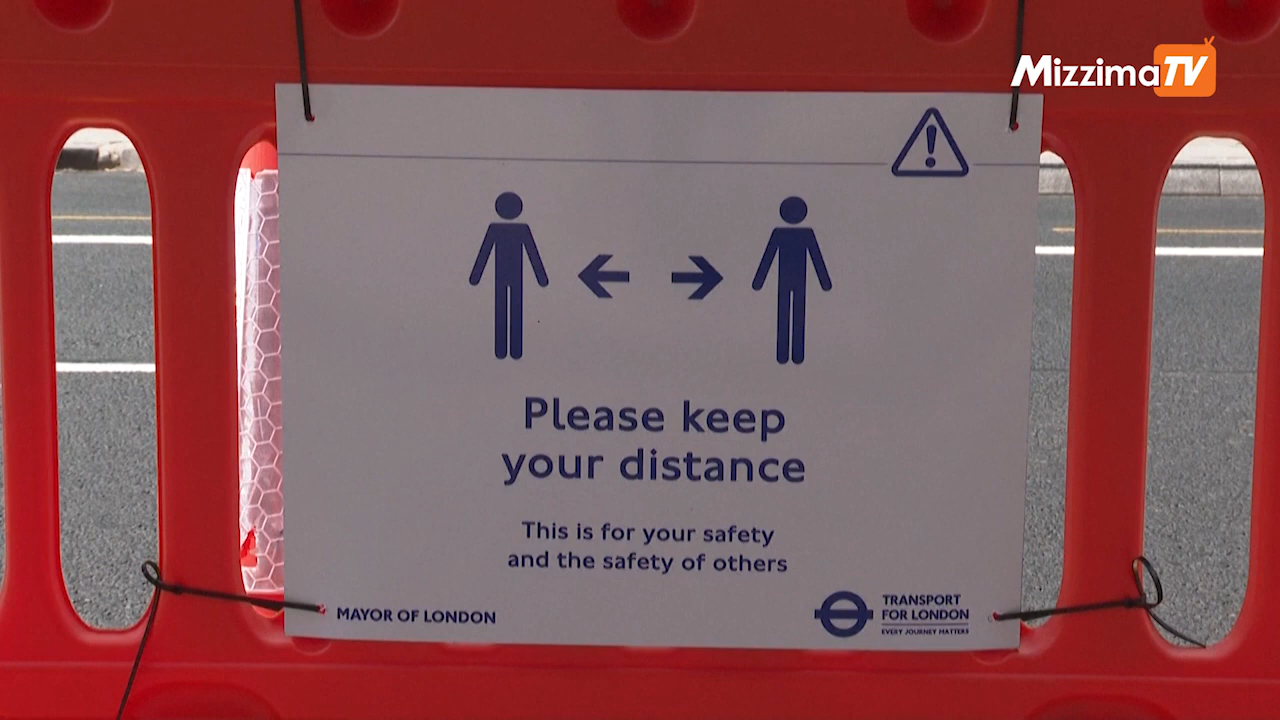 MizzimaTV
!
Please keep
your distance
This is for your safety
and the safety of others
MAYOR OF LONDON
TRANSPORT
FOR LONDON
EVERY JOURNEY MATTERS